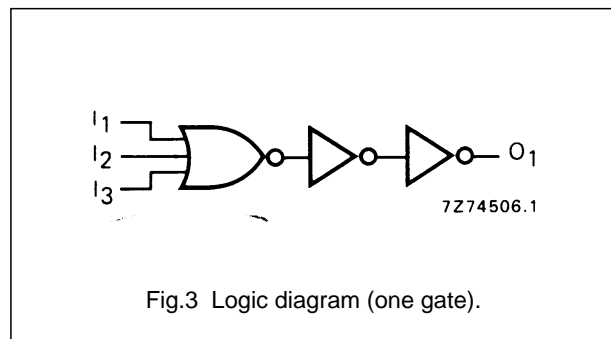 I1
I2
I3
O1
7Z74506.1
Fig.3 Logic diagram (one gate).